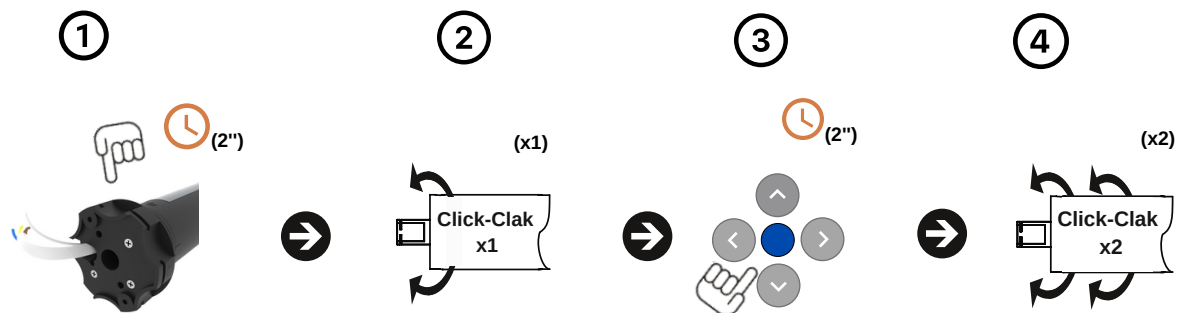 1
2
3
4
(2'')
(x1)
(2'')
(x2)
Click-Clak
x1
Click-Clak
x2